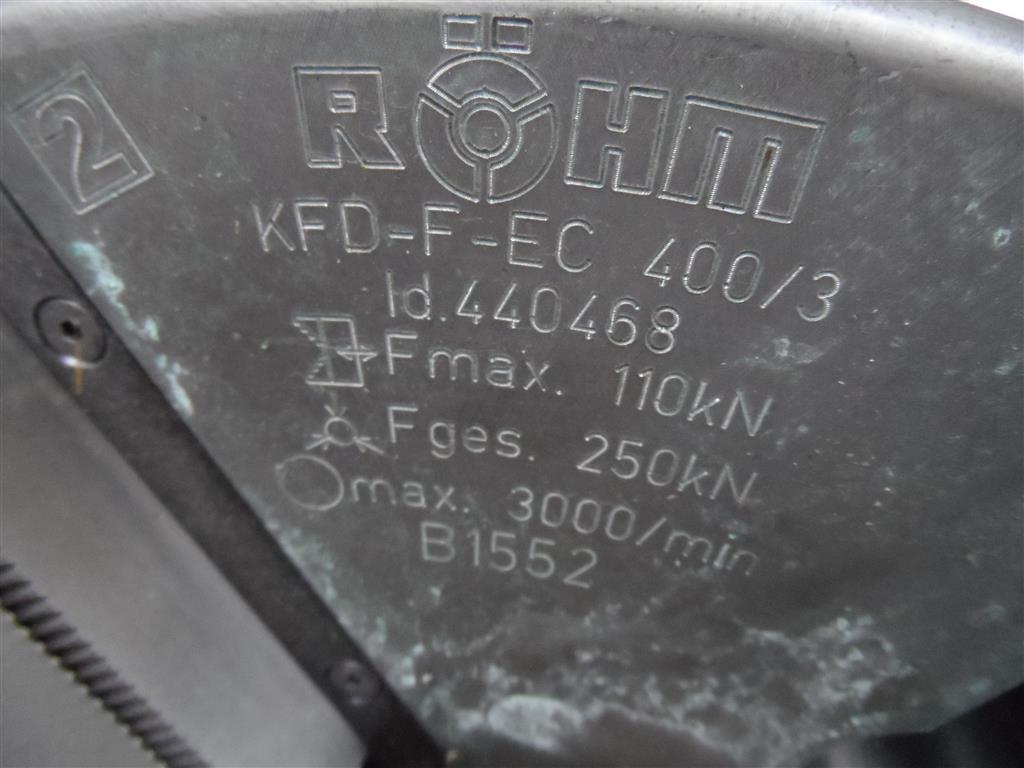 2
RÖHM
KFD-F-EC 400/3
Id.440468
Fmax. 110kN
Fges. 250kN
max. 3000/min
B1552